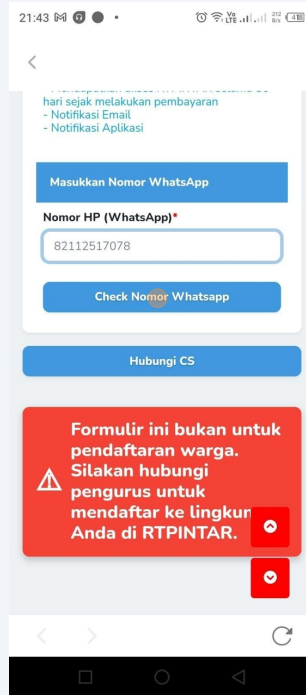 21:43
VoLTE 212 B/s 41
hari sejak melakukan pembayaran
- Notifikasi Email
- Notifikasi Aplikasi
Masukkan Nomor WhatsApp
Nomor HP (WhatsApp)*
82112517078
Check Nomor Whatsapp
Hubungi CS
Formulir ini bukan untuk
pendaftaran warga.
Silakan hubungi
pengurus untuk
mendaftar ke lingkun
Anda di RTPINTAR.